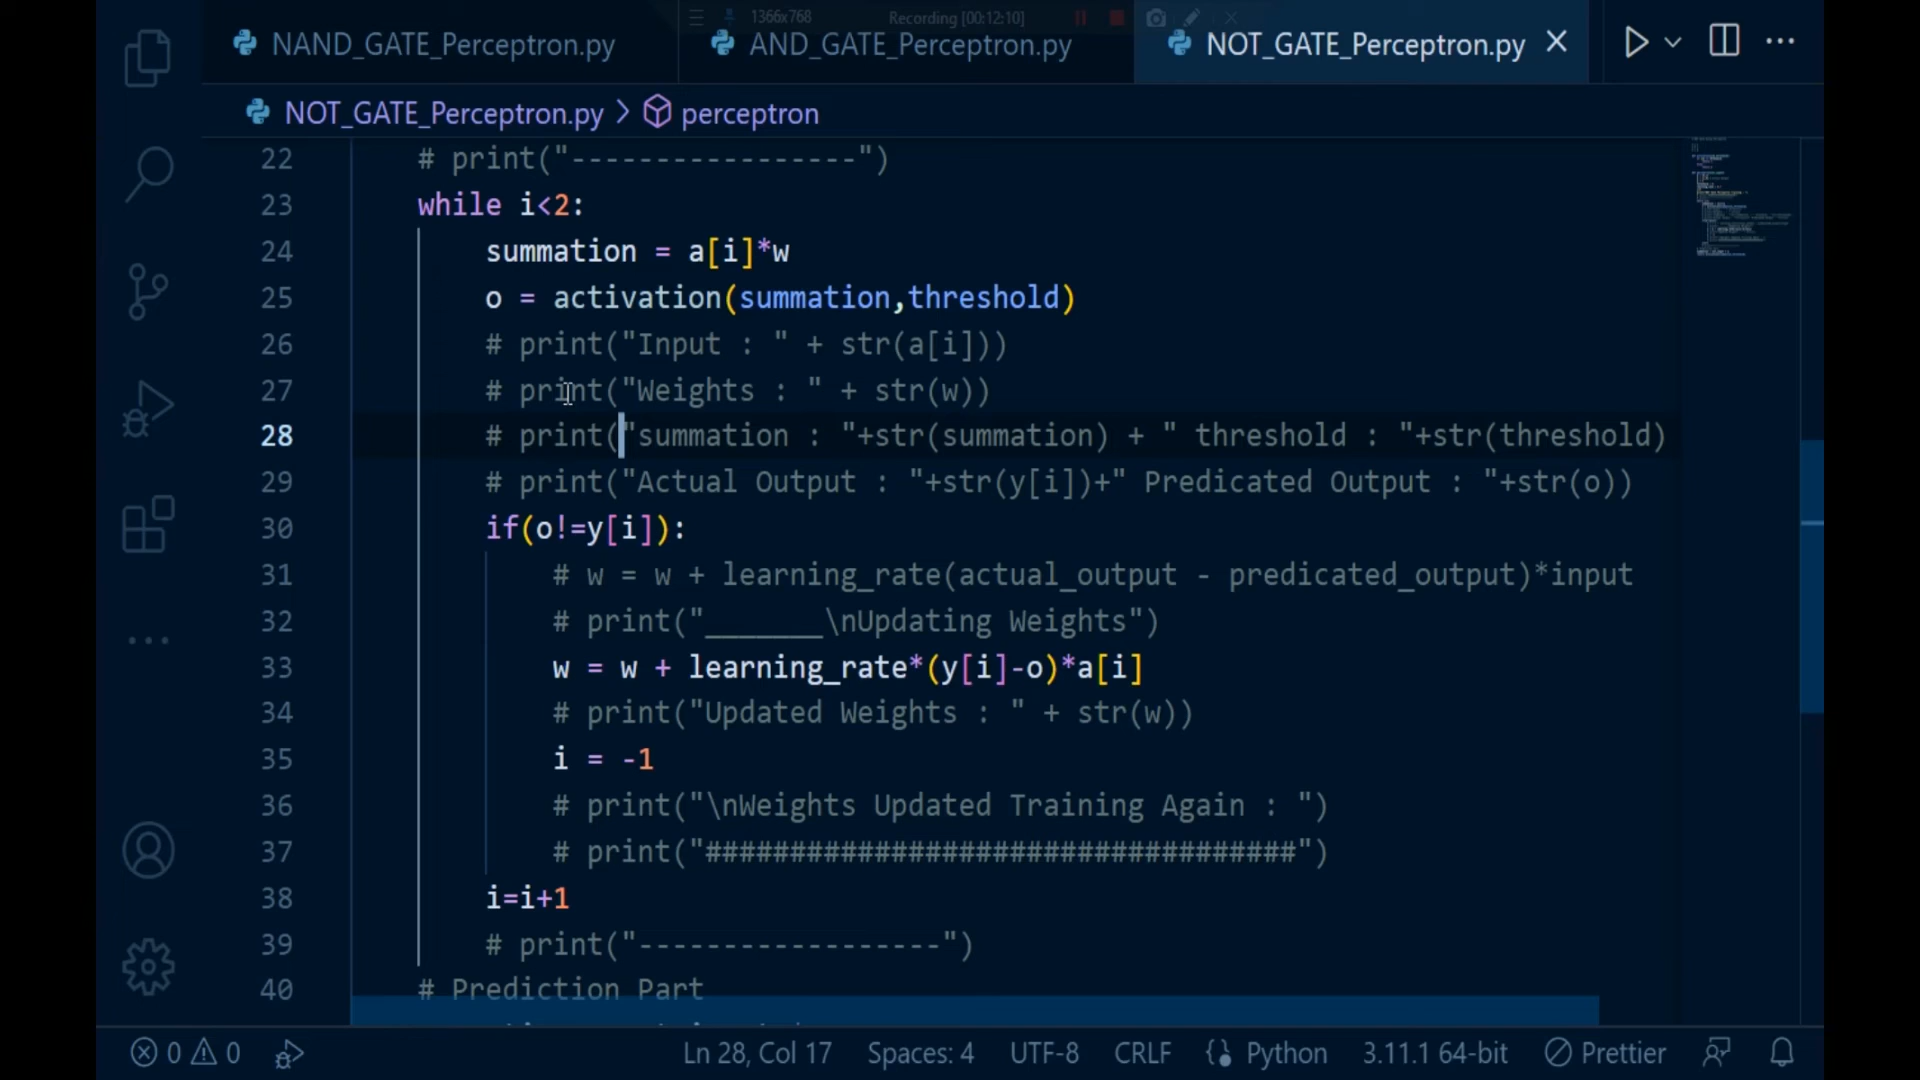 1366x768 Recording [00:12:10]
NAND_GATE_Perceptron.py AND_GATE_Perceptron.py NOT_GATE_Perceptron.py
NOT_GATE_Perceptron.py > perceptron
22 # print("-----------------")
23 while i<2:
24 summation = a[i]*w
25 o = activation(summation,threshold)
26 # print("Input : " + str(a[i]))
27 # print("Weights : " + str(w))
28 # print("summation : "+str(summation) + " threshold : "+str(threshold)
29 # print("Actual Output : "+str(y[i])+" Predicated Output : "+str(o))
30 if(o!=y[i]):
31 # w = w + learning_rate(actual_output - predicated_output)*input
32 # print("_______\nUpdating Weights")
33 w = w + learning_rate*(y[i]-o)*a[i]
34 # print("Updated Weights : " + str(w))
35 i = -1
36 # print("\nWeights Updated Training Again : ")
37 # print("###################################")
38 i=i+1
39 # print("------------------")
40 # Prediction Part
0 0 Ln 28, Col 17 Spaces: 4 UTF-8 CRLF Python 3.11.1 64-bit Prettier